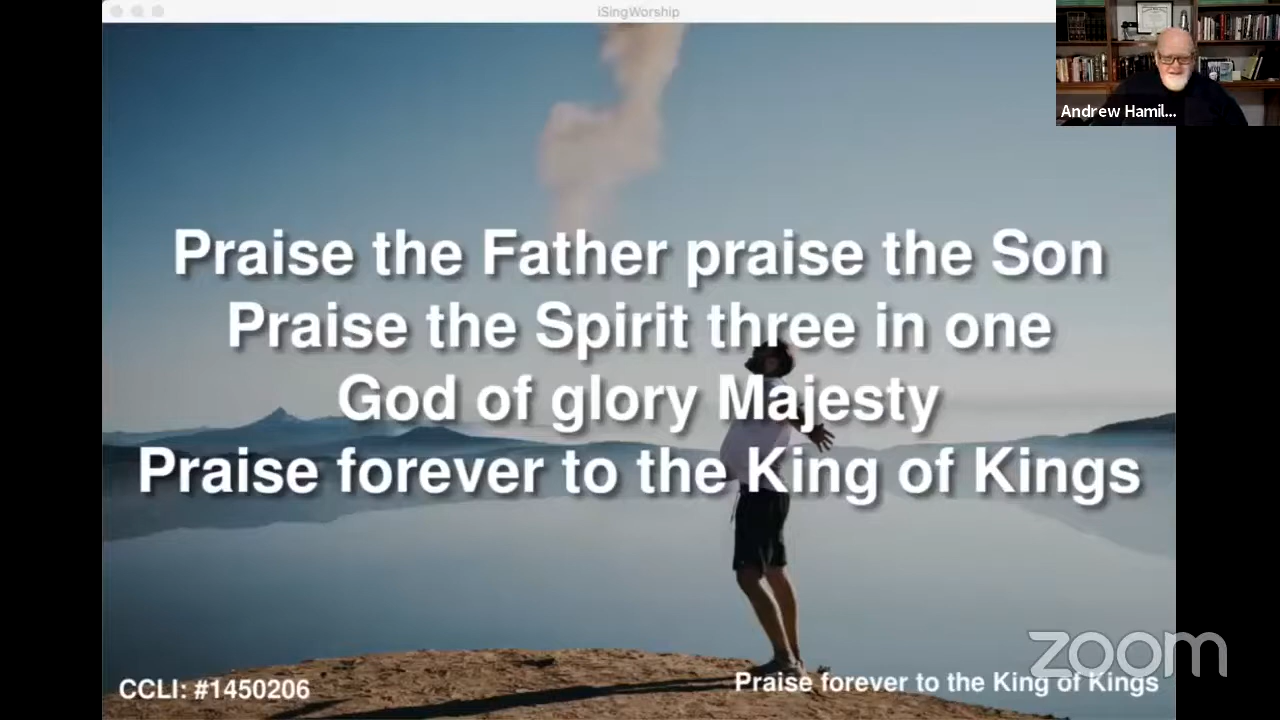 iSingWorship
Andrew Hamil...
Praise the Father praise the Son
Praise the Spirit three in one
God of glory Majesty
Praise forever to the King of Kings
CCLI: #1450206
Praise forever to the King of Kings
zoom